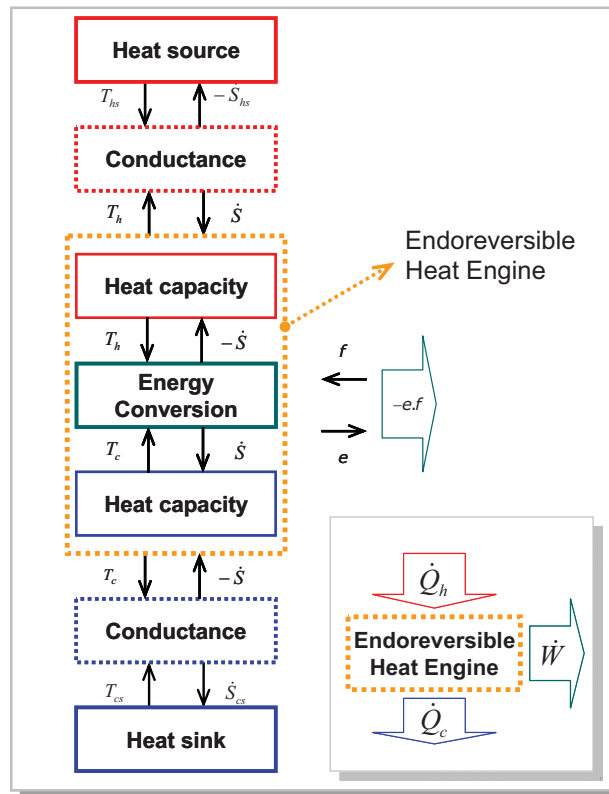 Heat source
T_hs
−Ṡ_hs
Conductance
T_h
Ṡ
Endoreversible
Heat Engine
Heat capacity
T_h
−Ṡ
f
Energy
Conversion
−e.f
e
T_c
Ṡ
Heat capacity
T_c
−Ṡ
Q̇_h
Conductance
Endoreversible
Heat Engine
Ẇ
T_cs
Ṡ_cs
Q̇_c
Heat sink